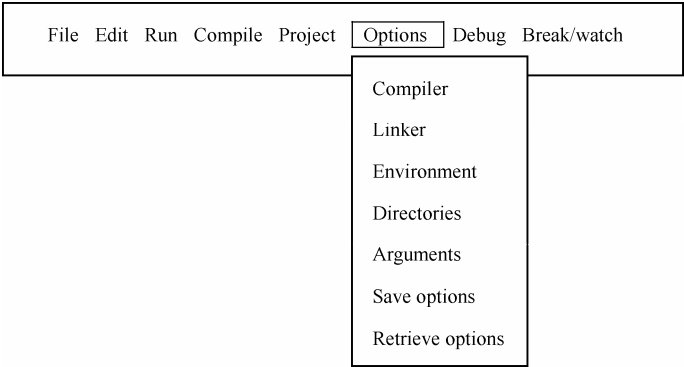 File Edit Run Compile Project Options Debug Break/watch
Compiler
Linker
Environment
Directories
Arguments
Save options
Retrieve options